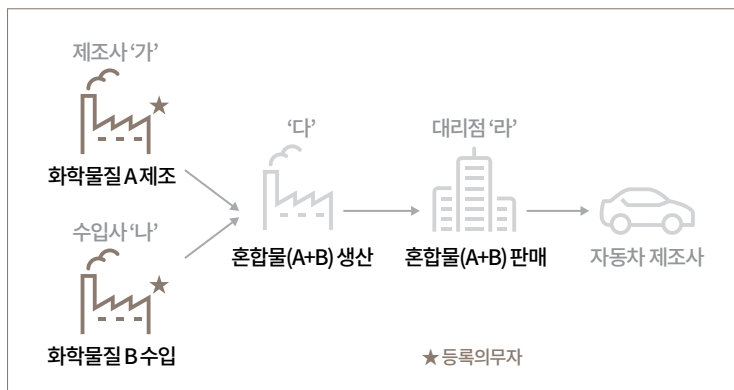 제조사 ‘가’
화학물질 A 제조
수입사 ‘나’
화학물질 B 수입
‘다’
혼합물(A+B) 생산
대리점 ‘라’
혼합물(A+B) 판매
자동차 제조사
★ 등록의무자